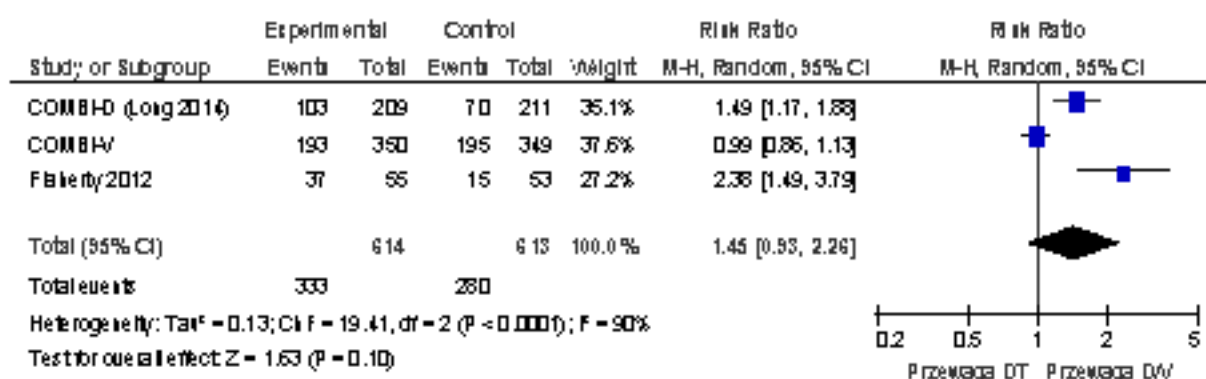 Experimental Control Risk Ratio Risk Ratio
Study or Subgroup Events Total Events Total Weight M-H, Random, 95% CI M-H, Random, 95% CI
COMBI-D (Long 2014) 103 209 70 211 35.1% 1.49 [1.17, 1.88]
COMBI-V 193 350 195 349 37.6% 0.99 [0.86, 1.13]
Flaherty 2012 37 55 15 53 27.2% 2.38 [1.49, 3.79]
Total (95% CI) 614 613 100.0% 1.45 [0.93, 2.26]
Total events 333 280
Heterogeneity: Tau² = 0.13; Chi² = 19.41, df = 2 (P < 0.0001); I² = 90%
Test for overall effect: Z = 1.63 (P = 0.10)
0.2 0.5 1 2 5
Przewaga DT Przewaga D/V